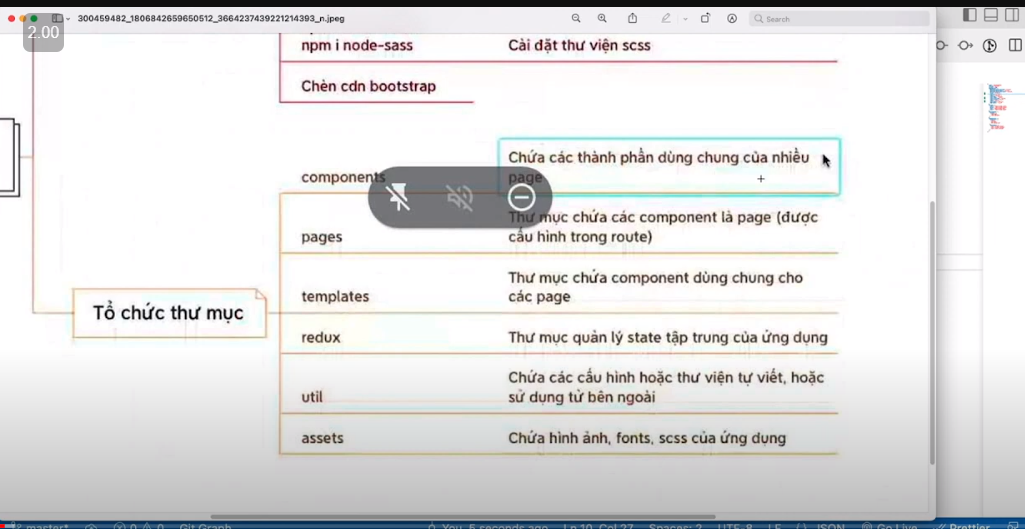 300459482_1806842659650512_3664237439221214393_n.jpeg
Search
2.00
npm i node-sass
Cài đặt thư viện scss
Chèn cdn bootstrap
components
Chứa các thành phần dùng chung của nhiều
page
pages
Thư mục chứa các component là page (được
cấu hình trong route)
Tổ chức thư mục
templates
Thư mục chứa component dùng chung cho
các page
redux
Thư mục quản lý state tập trung của ứng dụng
util
Chứa các cấu hình hoặc thư viện tự viết, hoặc
sử dụng từ bên ngoài
assets
Chứa hình ảnh, fonts, scss của ứng dụng
master* 0 0 Git Graph You, 5 seconds ago Ln 10, Col 27 Spaces: 2 UTF-8 LF {} JSON Go Live Prettier